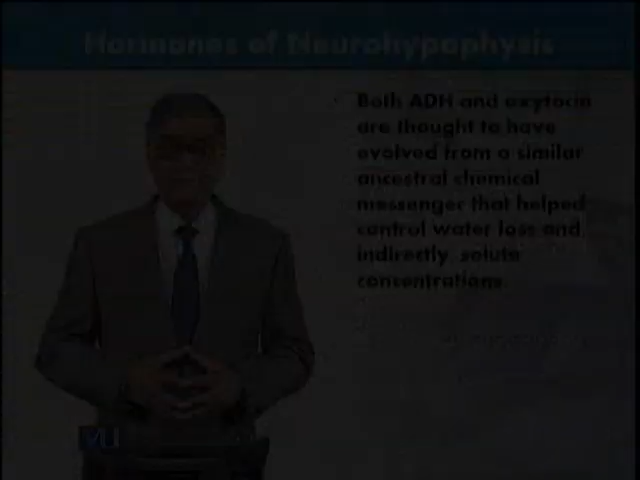 Hormones of Neurohypophysis
• Both ADH and oxytocin
are thought to have
evolved from a similar
ancestral chemical
messenger that helped
control water loss and
indirectly solute
concentrations.
VU